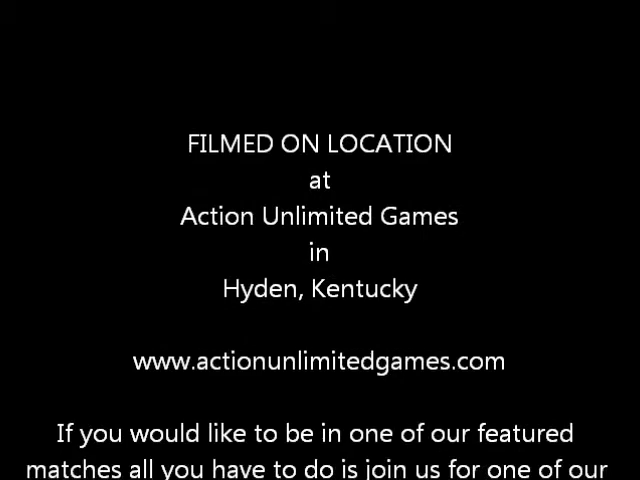 FILMED ON LOCATION
at
Action Unlimited Games
in
Hyden, Kentucky
www.actionunlimitedgames.com
If you would like to be in one of our featured
matches all you have to do is join us for one of our